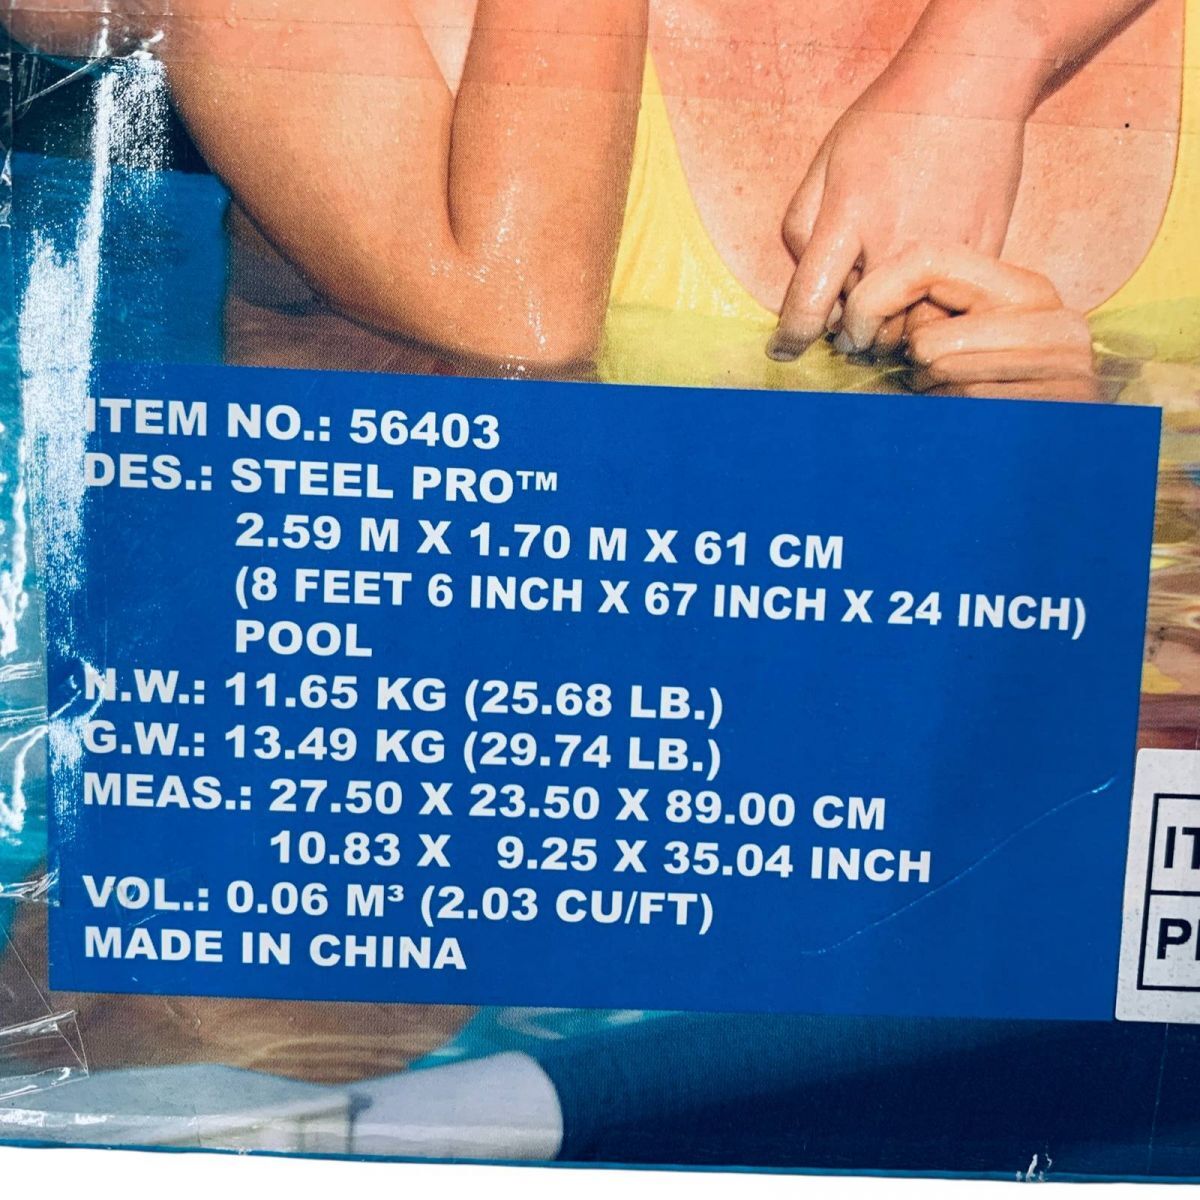 ITEM NO.: 56403
DES.: STEEL PRO™
2.59 M X 1.70 M X 61 CM
(8 FEET 6 INCH X 67 INCH X 24 INCH)
POOL
N.W.: 11.65 KG (25.68 LB.)
G.W.: 13.49 KG (29.74 LB.)
MEAS.: 27.50 X 23.50 X 89.00 CM
10.83 X 9.25 X 35.04 INCH
VOL.: 0.06 M³ (2.03 CU/FT)
MADE IN CHINA